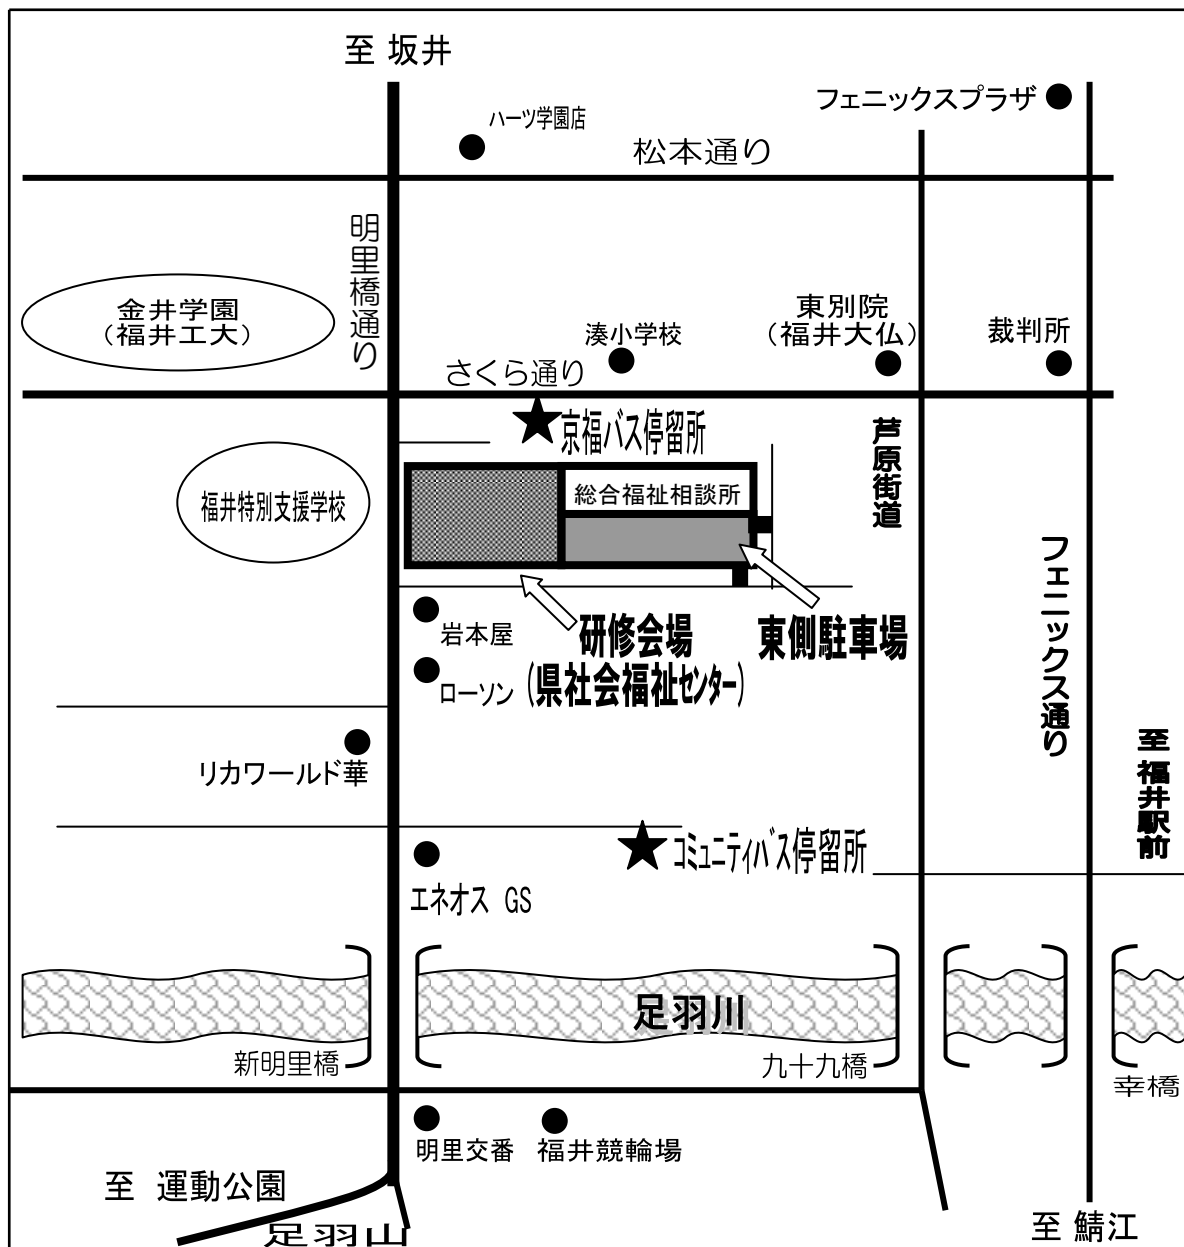 至 坂井
フェニックスプラザ
ハーツ学園店
松本通り
明里橋通り
金井学園
（福井工大）
東別院
（福井大仏）
裁判所
湊小学校
さくら通り
京福バス停留所
芦原街道
総合福祉相談所
福井特別支援学校
フェニックス通り
岩本屋
研修会場
（県社会福祉センター）
東側駐車場
ローソン
至 福井駅前
リカワールド華
コミュニティバス停留所
エネオス GS
足羽川
新明里橋
九十九橋
幸橋
明里交番
福井競輪場
至 運動公園
足羽山
至 鯖江